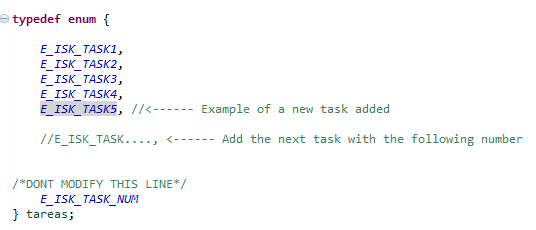 typedef enum {
E_ISK_TASK1,
E_ISK_TASK2,
E_ISK_TASK3,
E_ISK_TASK4,
E_ISK_TASK5, //<------ Example of a new task added
//E_ISK_TASK...., <------ Add the next task with the following number
/*DONT MODIFY THIS LINE*/
E_ISK_TASK_NUM
} tareas;